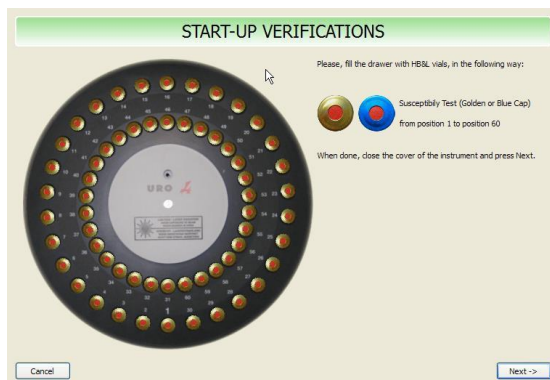 START-UP VERIFICATIONS
Please, fill the drawer with HB&L vials, in the following way:
Susceptibily Test (Golden or Blue Cap)
from position 1 to position 60
When done, close the cover of the instrument and press Next.
URO 4
Cancel
Next ->